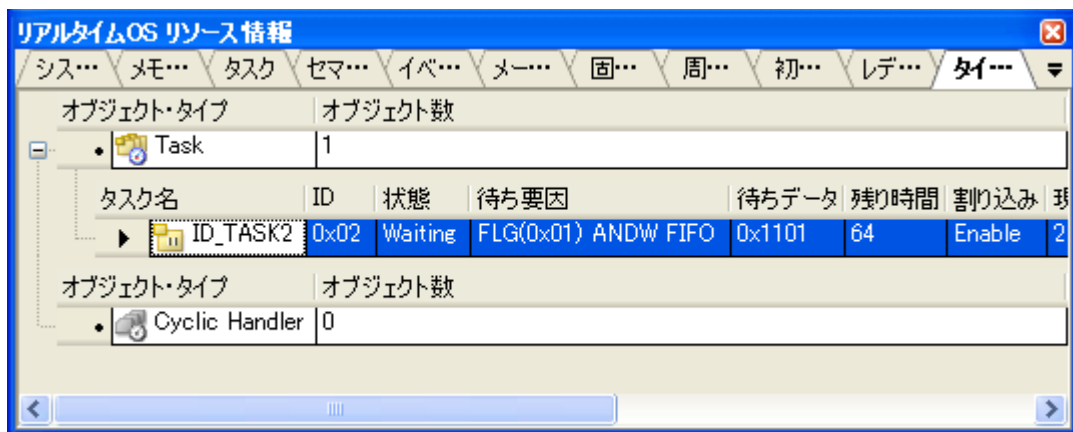 リアルタイムOS リソース情報
シス… メモ… タスク セマ… イベ… メー… 固… 周… 初… レデ… タイ…
オブジェクト・タイプ オブジェクト数
Task 1
タスク名 ID 状態 待ち要因 待ちデータ 残り時間 割り込み 現
ID_TASK2 0x02 Waiting FLG(0x01) ANDW FIFO 0x1101 64 Enable 2
オブジェクト・タイプ オブジェクト数
Cyclic Handler 0